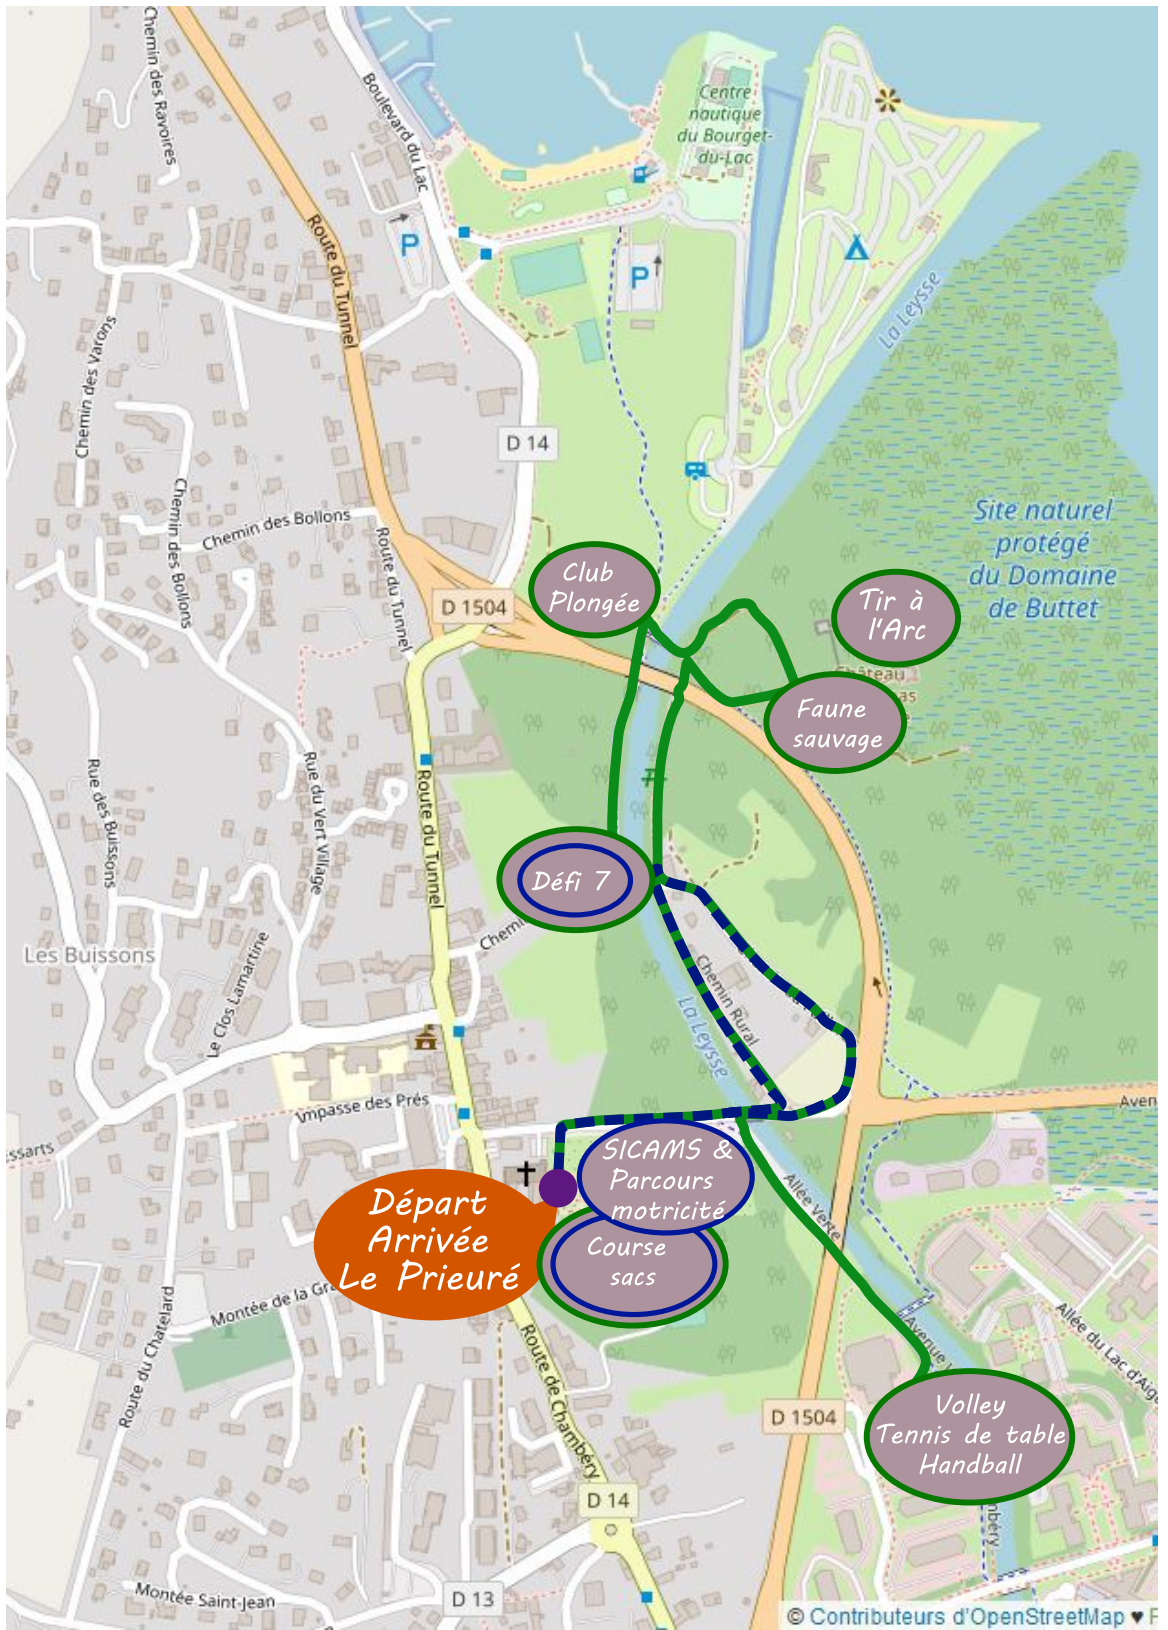 Chemin des Ravoires
Boulevard du Lac
Centre
nautique
du Bourget-
du-Lac
Route du Tunnel
P
P
La Leysse
Chemin des Varons
D 14
Chemin des Bollons
Chemin des Bollons
Route du Tunnel
Site naturel
protégé
du Domaine
de Buttet
Club
Plongée
Tir à
l'Arc
D 1504
Château
Faune
sauvage
Rue des Buissons
Rue du Vert Village
Route du Tunnel
Défi 7
Les Buissons
Le Clos Lamartine
Chemin Rural
La Leysse
Impasse des Prés
SICAMS &
Parcours
motricité
Allée Verte
Départ
Arrivée
Le Prieuré
Course
sacs
Montée de la
Route du Chatelard
Allée du Lac
Avenue
Route de Chambéry
D 1504
Volley
Tennis de table
Handball
D 14
Montée Saint-Jean
D 13
© Contributeurs d'OpenStreetMap ♥ F